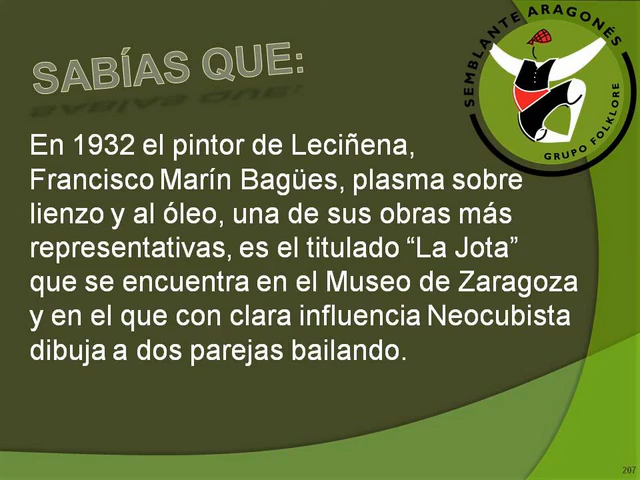 SABÍAS QUE:
SEMBLANTE ARAGONÉS
GRUPO FOLKLORE
En 1932 el pintor de Leciñena,
Francisco Marín Bagües, plasma sobre
lienzo y al óleo, una de sus obras más
representativas, es el titulado “La Jota”
que se encuentra en el Museo de Zaragoza
y en el que con clara influencia Neocubista
dibuja a dos parejas bailando.
207